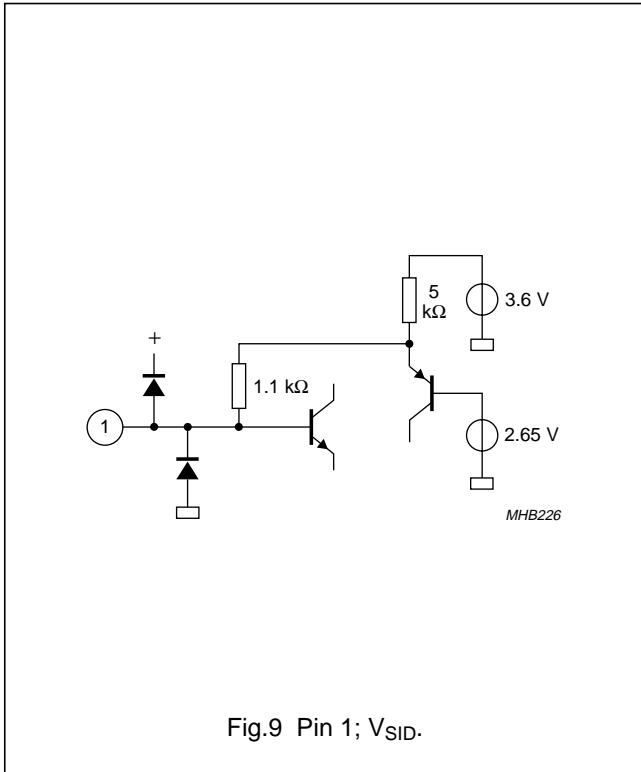 5
kΩ
3.6 V
+
1.1 kΩ
1
2.65 V
MHB226
Fig.9 Pin 1; VSID.